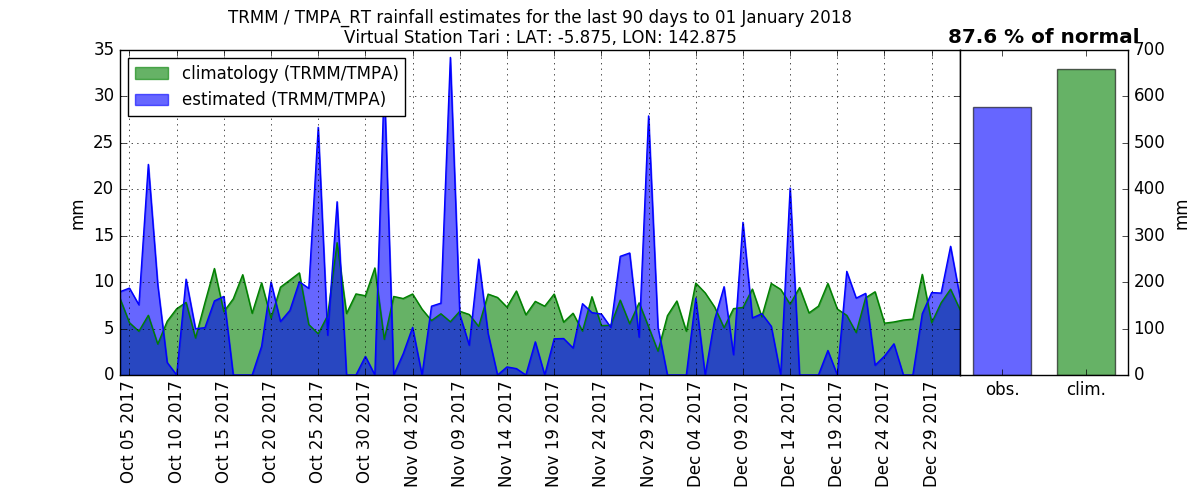 TRMM / TMPA_RT rainfall estimates for the last 90 days to 01 January 2018
Virtual Station Tari : LAT: -5.875, LON: 142.875
87.6 % of normal
climatology (TRMM/TMPA)
estimated (TRMM/TMPA)
35
30
25
20
15
10
5
0
mm
Oct 05 2017
Oct 10 2017
Oct 15 2017
Oct 20 2017
Oct 25 2017
Oct 30 2017
Nov 04 2017
Nov 09 2017
Nov 14 2017
Nov 19 2017
Nov 24 2017
Nov 29 2017
Dec 04 2017
Dec 09 2017
Dec 14 2017
Dec 19 2017
Dec 24 2017
Dec 29 2017
obs.
clim.
700
600
500
400
300
200
100
0
mm